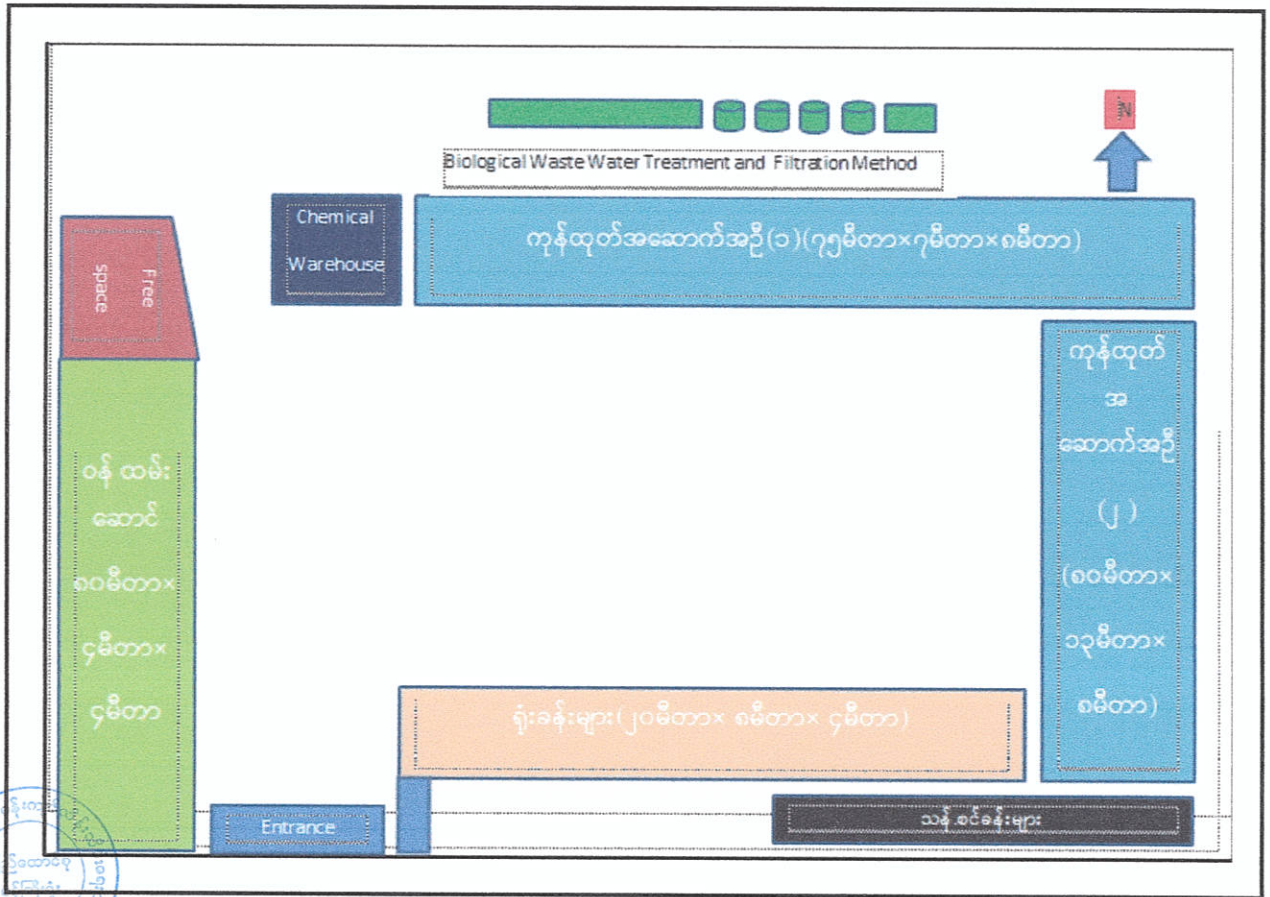 Biological Waste Water Treatment and Filtration Method
Chemical
Warehouse
ကုန်ထုတ်အဆောက်အဦ(၁)(၇၅မီတာ×၇မီတာ×၈မီတာ)
Free
space
ကုန်ထုတ်
အ
ဆောက်အဦ
(၂ )
(၈၀မီတာ×
၁၃မီတာ×
၈မီတာ)
ဝန် ထမ်း
ဆောင်
၈၀မီတာ×
၄မီတာ×
၄မီတာ
ရုံးခန်းများ(၂၀မီတာ× ၈မီတာ× ၄မီတာ)
Entrance
သန့်စင်ခန်းများ